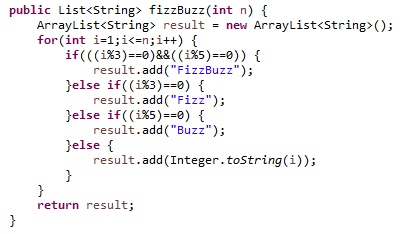 public List<String> fizzBuzz(int n) {
    ArrayList<String> result = new ArrayList<String>();
    for(int i=1;i<=n;i++) {
        if(((i%3)==0)&&((i%5)==0)) {
            result.add("FizzBuzz");
        }else if((i%3)==0) {
            result.add("Fizz");
        }else if((i%5)==0) {
            result.add("Buzz");
        }else {
            result.add(Integer.toString(i));
        }
    }
    return result;
}